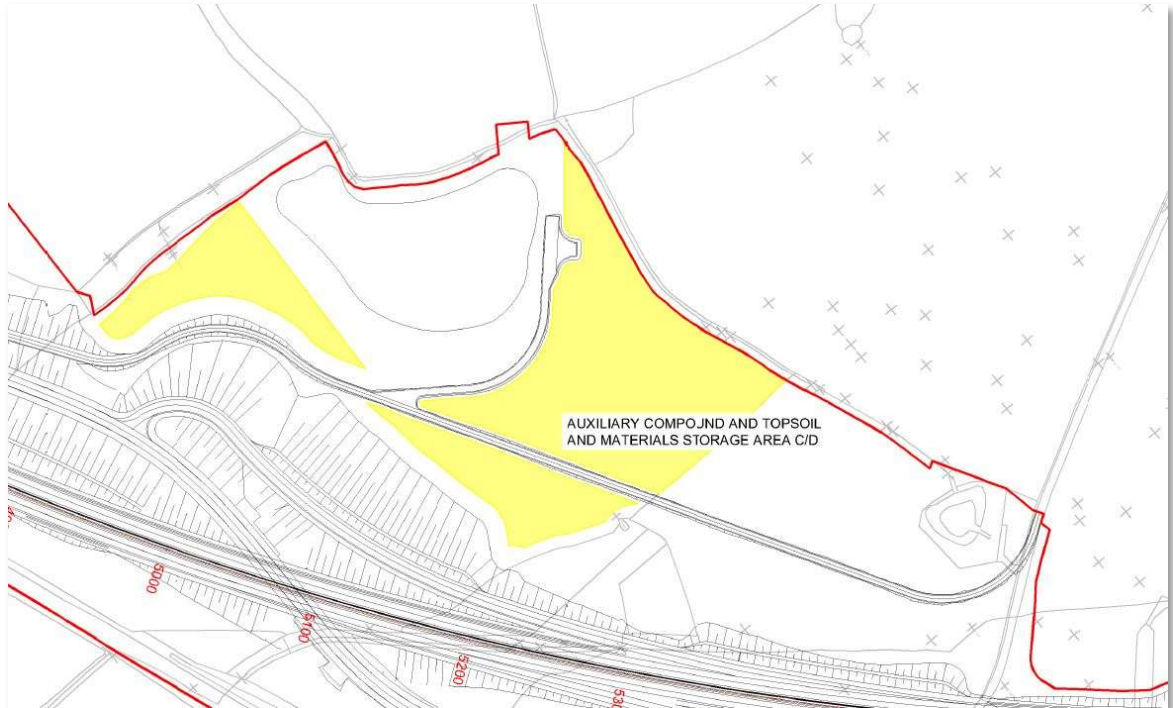 AUXILIARY COMPOJND AND TOPSOIL
AND MATERIALS STORAGE AREA C/D
5000
5100
5200